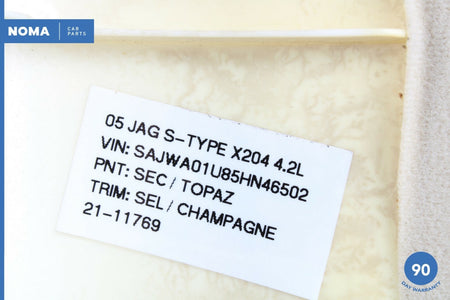 NOMA CAR
PARTS
05 JAG S-TYPE X204 4.2L
VIN: SAJWA01U85HN46502
PNT: SEC / TOPAZ
TRIM: SEL / CHAMPAGNE
21-11769
90
DAY WARRANTY